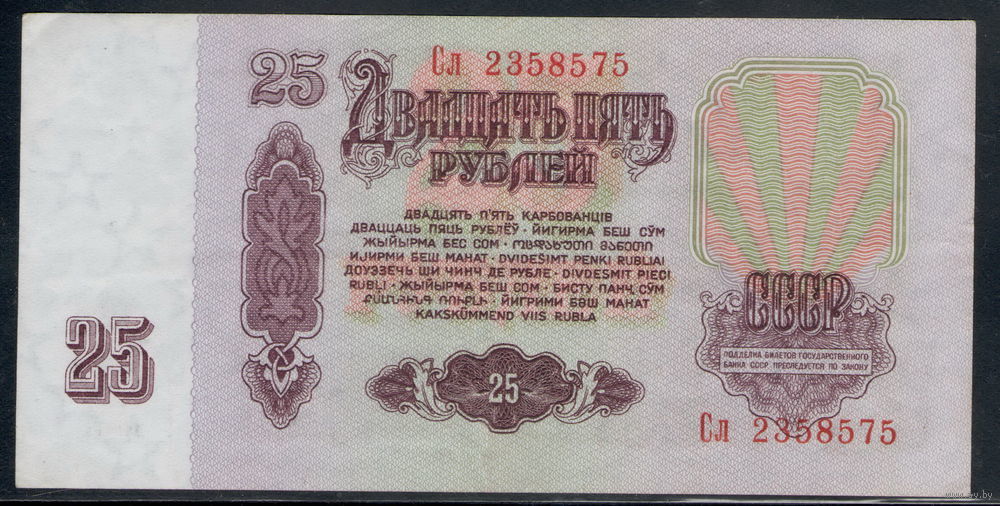 25
Сл 2358575
ДВАДЦАТЬ ПЯТЬ
РУБЛЕЙ
ДВАДЦЯТЬ П'ЯТЬ КАРБОВАНЦІВ
ДВАЦЦАЦЬ ПЯЦЬ РУБЛЁЎ · ЙИГИРМА БЕШ СЎМ
ЖЫЙЫРМА БЕС СОМ · ᲝᲪᲓᲐᲮᲣᲗᲘ ᲛᲐᲜᲔᲗᲘ
ИЈИРМИ БЕШ МАНАТ · DVIDEŠIMT PENKI RUBLIAI
ДОУЭЗЕЧЬ ШИ ЧИНЧ ДЕ РУБЛЕ · DIVDESMIT PIECI
RUBLI · ЖЫЙЫРМА БЕШ СОМ · БИСТУ ПАНҶ СЎМ
ՔՍԱՆՀԻՆԳ ՌՈՒԲԼԻ · ЙИГРИМИ БӘШ МАНАТ
KAKSKÜMMEND VIIS RUBLA
СССР
ПОДДЕЛКА БИЛЕТОВ ГОСУДАРСТВЕННОГО
БАНКА СССР ПРЕСЛЕДУЕТСЯ ПО ЗАКОНУ
25
25
Сл 2358575